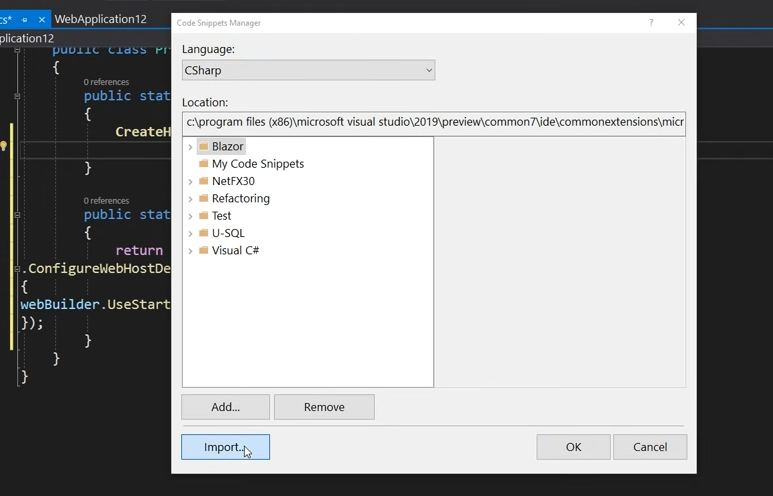 cs*
WebApplication12
plication12
Code Snippets Manager
?
Language:
CSharp
Location:
c:\program files (x86)\microsoft visual studio\2019\preview\common7\ide\commonextensions\micr
Blazor
My Code Snippets
NetFX30
Refactoring
Test
U-SQL
Visual C#
Add...
Remove
Import...
OK
Cancel
public class Pr
{
0 references
public stat
{
CreateH
}
0 references
public stat
{
return
.ConfigureWebHostDe
{
webBuilder.UseStart
});
}
}
}